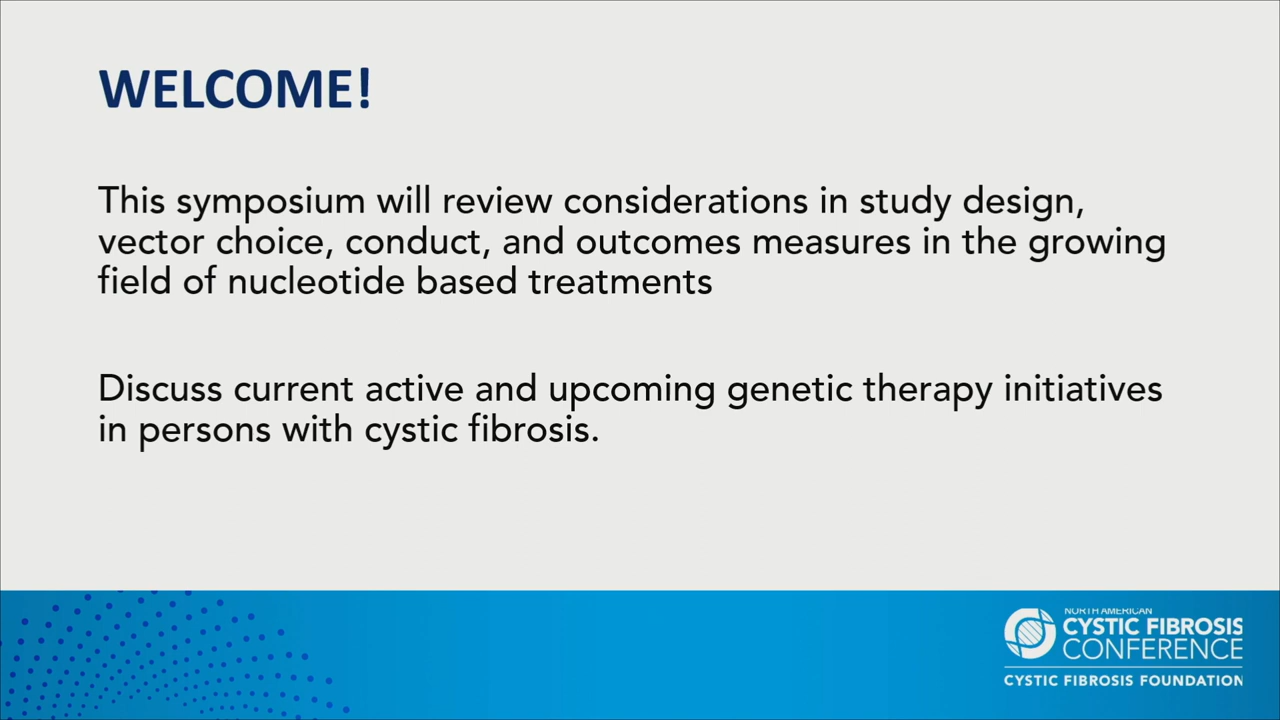 WELCOME!
This symposium will review considerations in study design,
vector choice, conduct, and outcomes measures in the growing
field of nucleotide based treatments
Discuss current active and upcoming genetic therapy initiatives
in persons with cystic fibrosis.
NORTH AMERICAN
CYSTIC FIBROSIS
CONFERENCE
CYSTIC FIBROSIS FOUNDATION